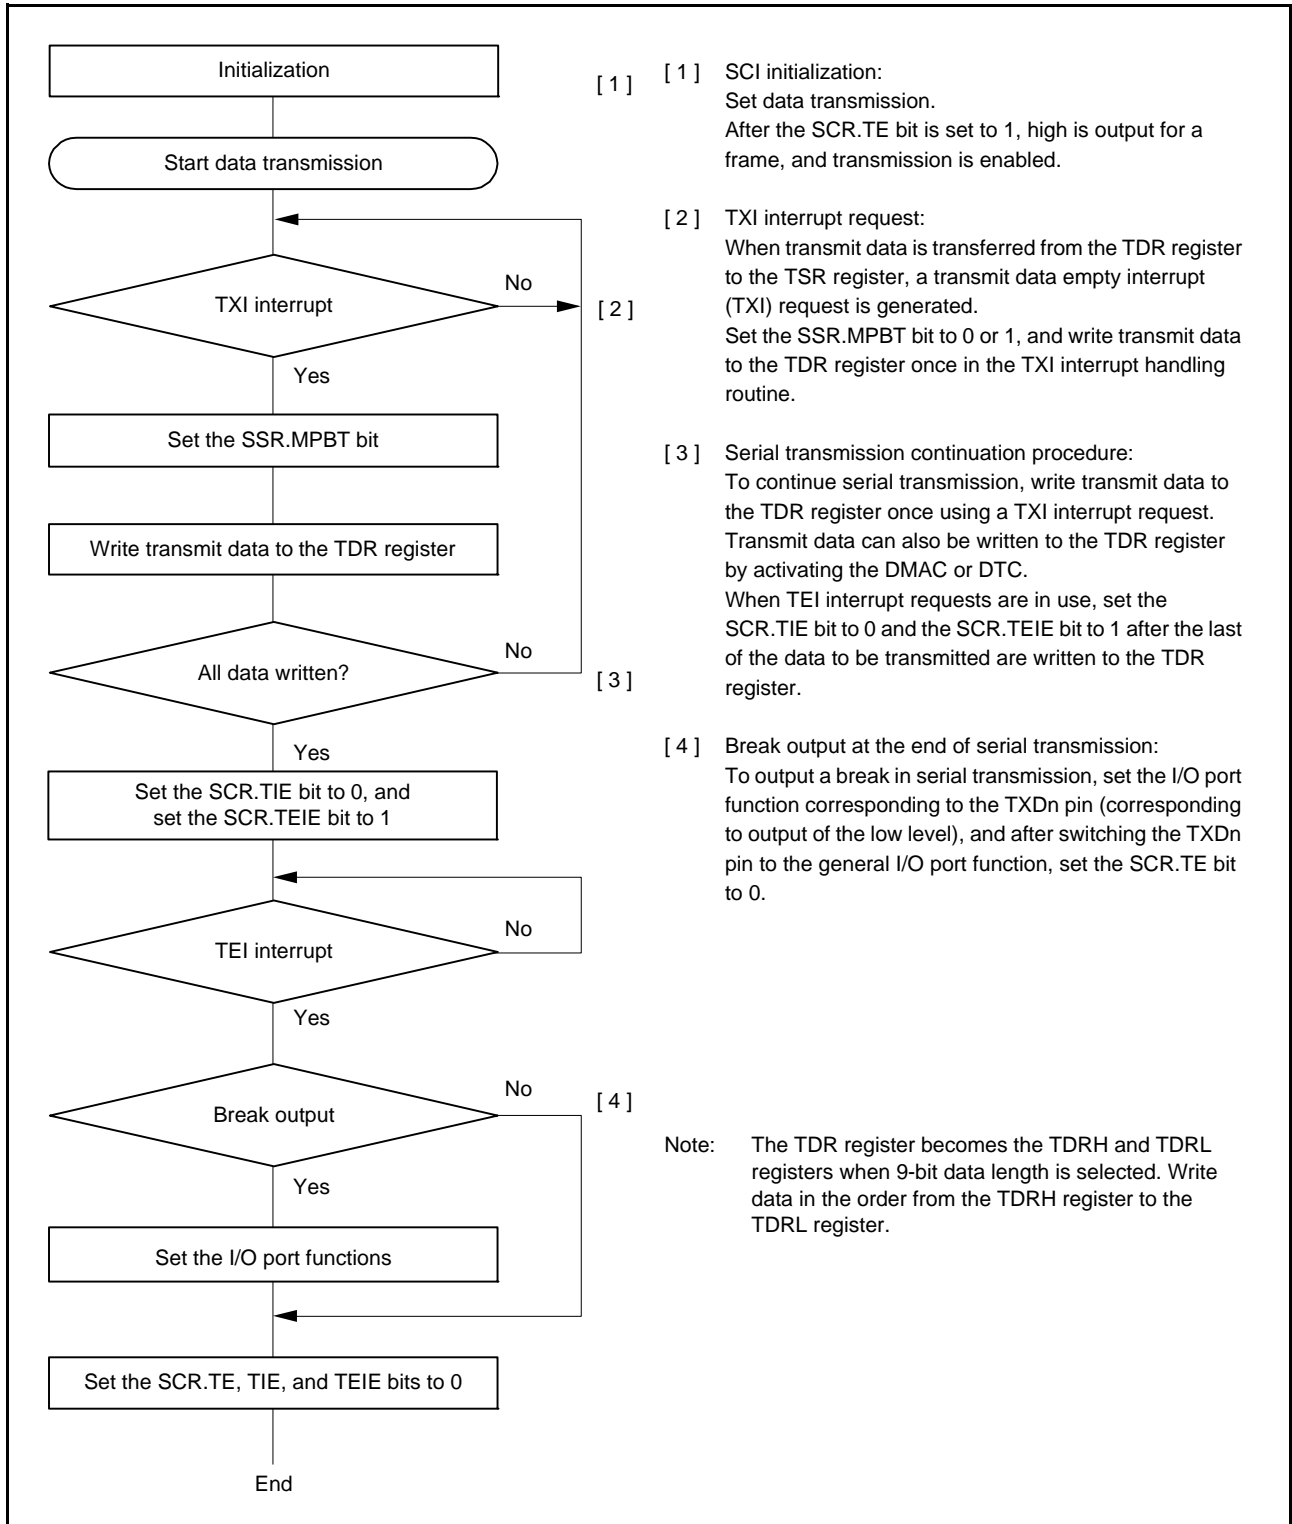 Initialization
[ 1 ]
Start data transmission
TXI interrupt
No
[ 2 ]
Yes
Set the SSR.MPBT bit
Write transmit data to the TDR register
All data written?
No
[ 3 ]
Yes
Set the SCR.TIE bit to 0, and
set the SCR.TEIE bit to 1
TEI interrupt
No
Yes
Break output
No
[ 4 ]
Yes
Set the I/O port functions
Set the SCR.TE, TIE, and TEIE bits to 0
End
[ 1 ] SCI initialization:
Set data transmission.
After the SCR.TE bit is set to 1, high is output for a
frame, and transmission is enabled.
[ 2 ] TXI interrupt request:
When transmit data is transferred from the TDR register
to the TSR register, a transmit data empty interrupt
(TXI) request is generated.
Set the SSR.MPBT bit to 0 or 1, and write transmit data
to the TDR register once in the TXI interrupt handling
routine.
[ 3 ] Serial transmission continuation procedure:
To continue serial transmission, write transmit data to
the TDR register once using a TXI interrupt request.
Transmit data can also be written to the TDR register
by activating the DMAC or DTC.
When TEI interrupt requests are in use, set the
SCR.TIE bit to 0 and the SCR.TEIE bit to 1 after the last
of the data to be transmitted are written to the TDR
register.
[ 4 ] Break output at the end of serial transmission:
To output a break in serial transmission, set the I/O port
function corresponding to the TXDn pin (corresponding
to output of the low level), and after switching the TXDn
pin to the general I/O port function, set the SCR.TE bit
to 0.
Note: The TDR register becomes the TDRH and TDRL
registers when 9-bit data length is selected. Write
data in the order from the TDRH register to the
TDRL register.